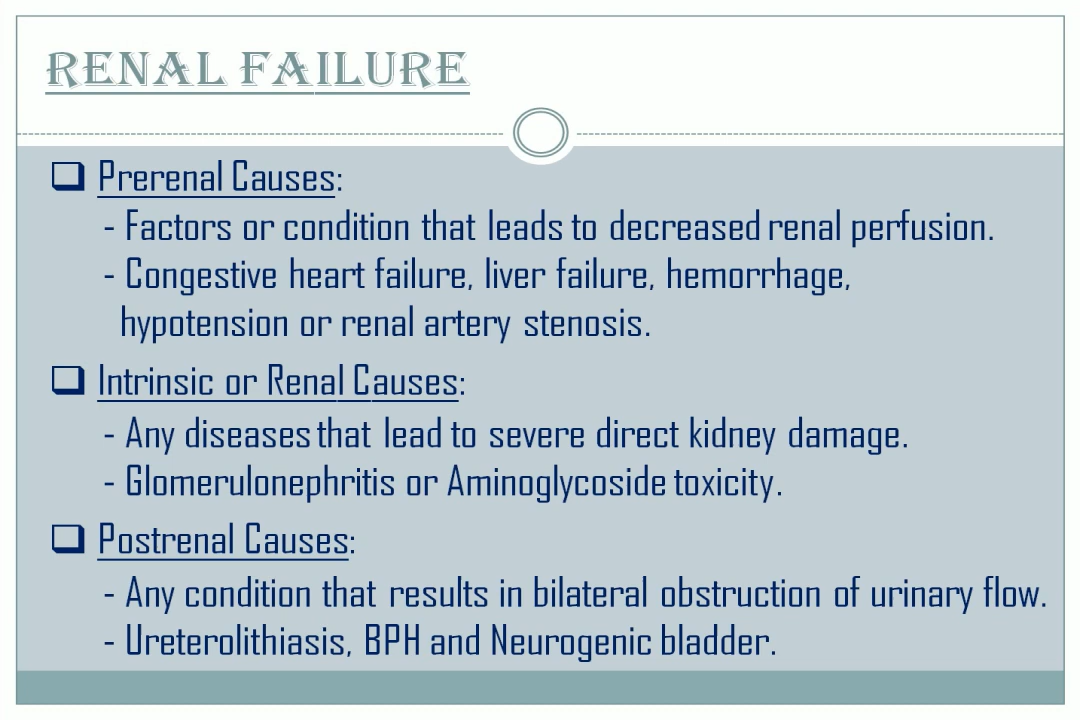 RENAL FAILURE
Prerenal Causes:
- Factors or condition that leads to decreased renal perfusion.
- Congestive heart failure, liver failure, hemorrhage,
hypotension or renal artery stenosis.
Intrinsic or Renal Causes:
- Any diseases that lead to severe direct kidney damage.
- Glomerulonephritis or Aminoglycoside toxicity.
Postrenal Causes:
- Any condition that results in bilateral obstruction of urinary flow.
- Ureterolithiasis, BPH and Neurogenic bladder.